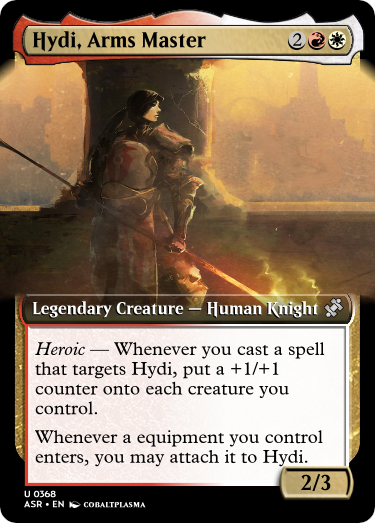 Hydi, Arms Master 2
Legendary Creature — Human Knight
Heroic — Whenever you cast a spell
that targets Hydi, put a +1/+1
counter onto each creature you
control.
Whenever a equipment you control
enters, you may attach it to Hydi.
2/3
U 0368
ASR • EN COBALTPLASMA